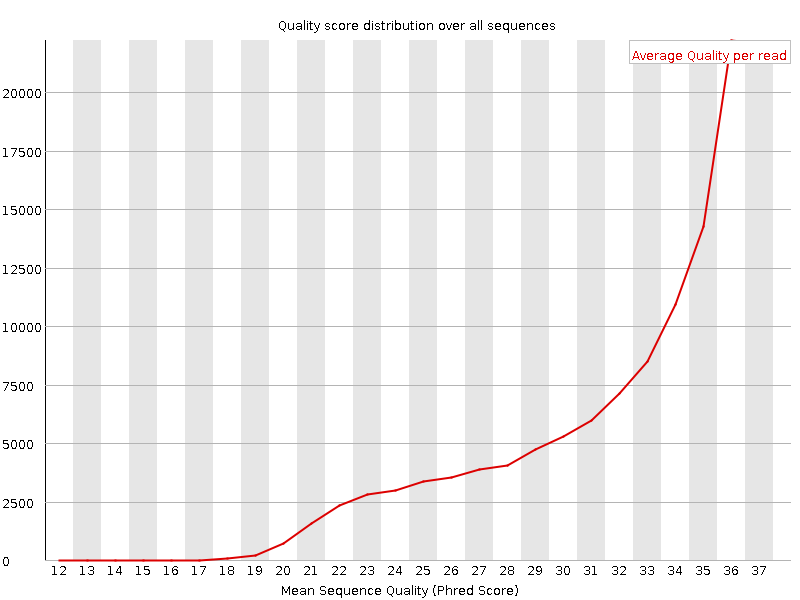 Quality score distribution over all sequences
Average Quality per read
20000
17500
15000
12500
10000
7500
5000
2500
0
12 13 14 15 16 17 18 19 20 21 22 23 24 25 26 27 28 29 30 31 32 33 34 35 36 37
Mean Sequence Quality (Phred Score)